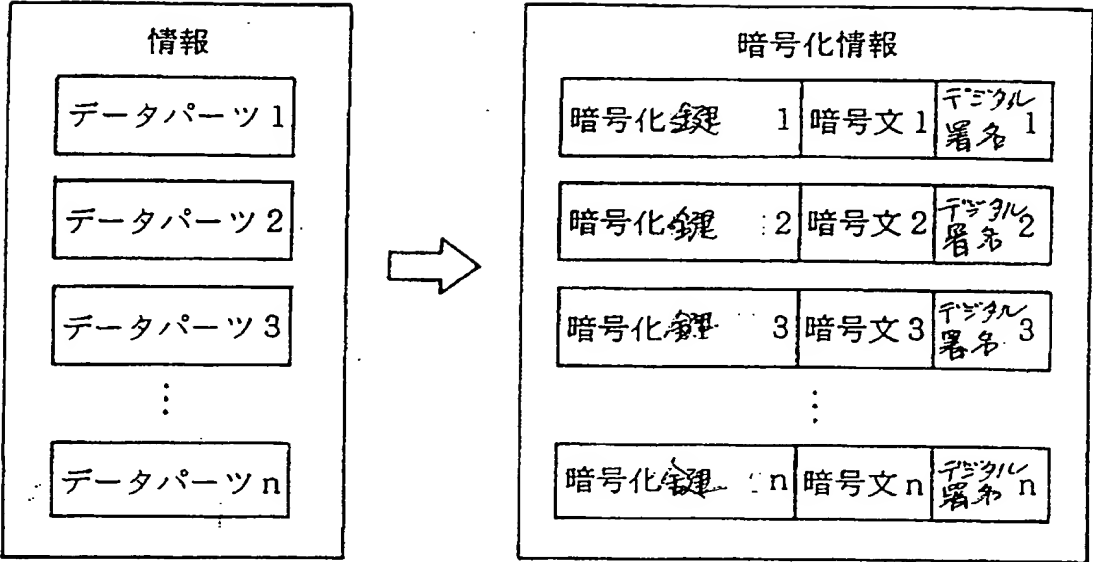 情報
データパーツ1
データパーツ2
データパーツ3
⋮
データパーツn
暗号化情報
暗号化鍵 1 暗号文1 デジタル署名 1
暗号化鍵 2 暗号文2 デジタル署名 2
暗号化鍵 3 暗号文3 デジタル署名 3
⋮
暗号化鍵 n 暗号文n デジタル署名 n